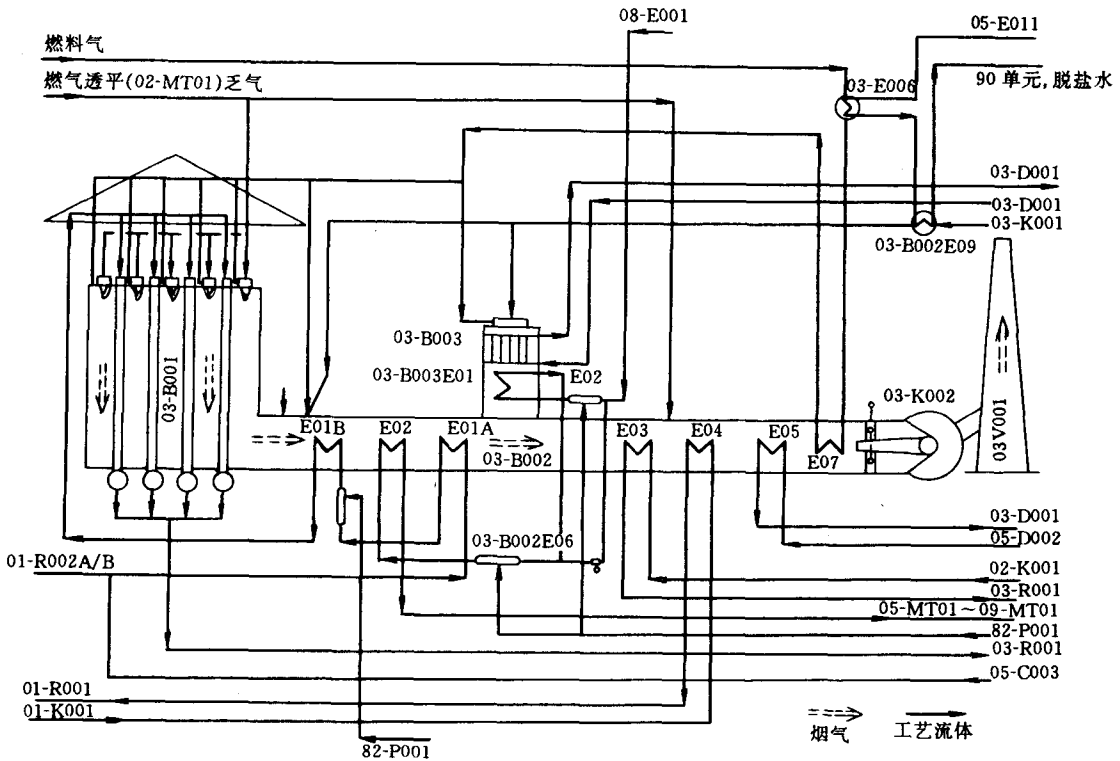 08-E001
05-E011
燃料气
燃气透平(02-MT01)乏气
03-E006
90 单元,脱盐水
03-D001
03-D001
03-K001
03-B002E09
03-B001
03-B003
03-B003E01
E02
03-K002
03V001
E01B
E02
E01A
E03
E04
E05
E07
03-B002
03-D001
05-D002
03-B002E06
01-R002A/B
02-K001
03-R001
05-MT01～09-MT01
82-P001
03-R001
05-C003
01-R001
01-K001
82-P001
烟气
工艺流体